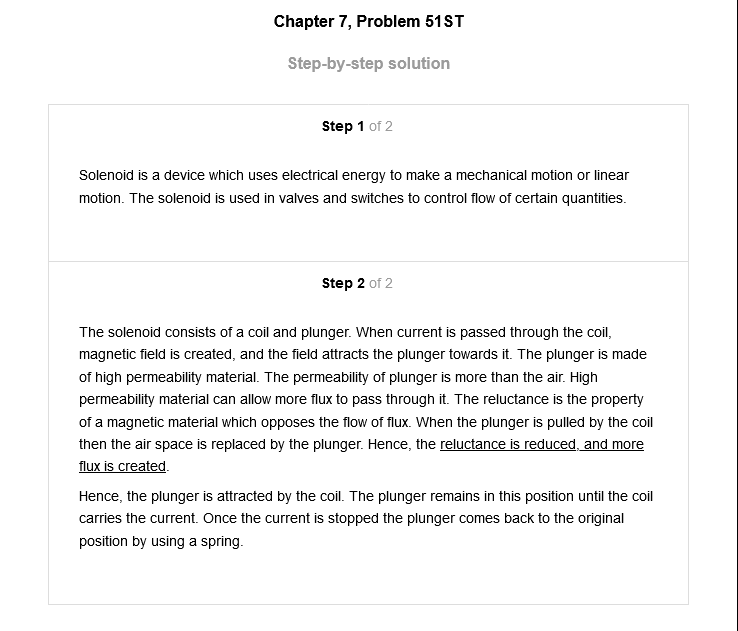 Chapter 7, Problem 51ST
Step-by-step solution
Step 1 of 2
Solenoid is a device which uses electrical energy to make a mechanical motion or linear
motion. The solenoid is used in valves and switches to control flow of certain quantities.
Step 2 of 2
The solenoid consists of a coil and plunger. When current is passed through the coil,
magnetic field is created, and the field attracts the plunger towards it. The plunger is made
of high permeability material. The permeability of plunger is more than the air. High
permeability material can allow more flux to pass through it. The reluctance is the property
of a magnetic material which opposes the flow of flux. When the plunger is pulled by the coil
then the air space is replaced by the plunger. Hence, the reluctance is reduced, and more
flux is created.
Hence, the plunger is attracted by the coil. The plunger remains in this position until the coil
carries the current. Once the current is stopped the plunger comes back to the original
position by using a spring.